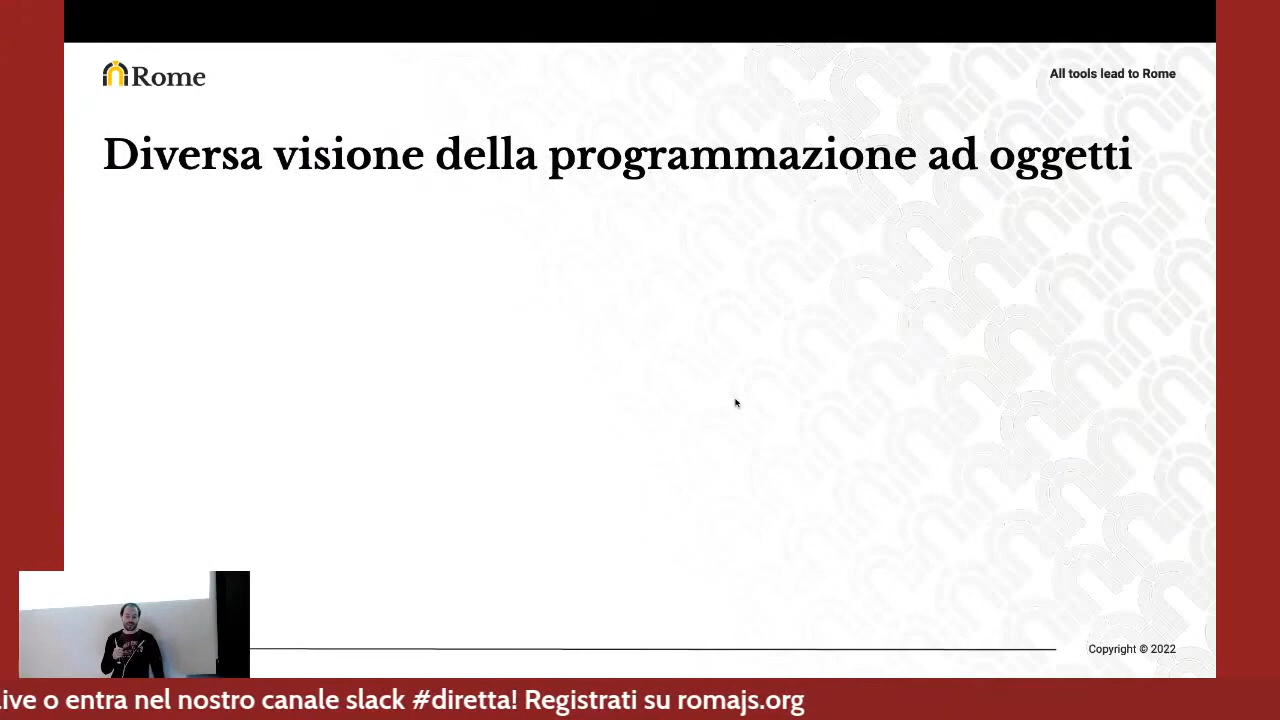 Rome
All tools lead to Rome
Diversa visione della programmazione ad oggetti
Copyright © 2022
live o entra nel nostro canale slack #diretta! Registrati su romajs.org